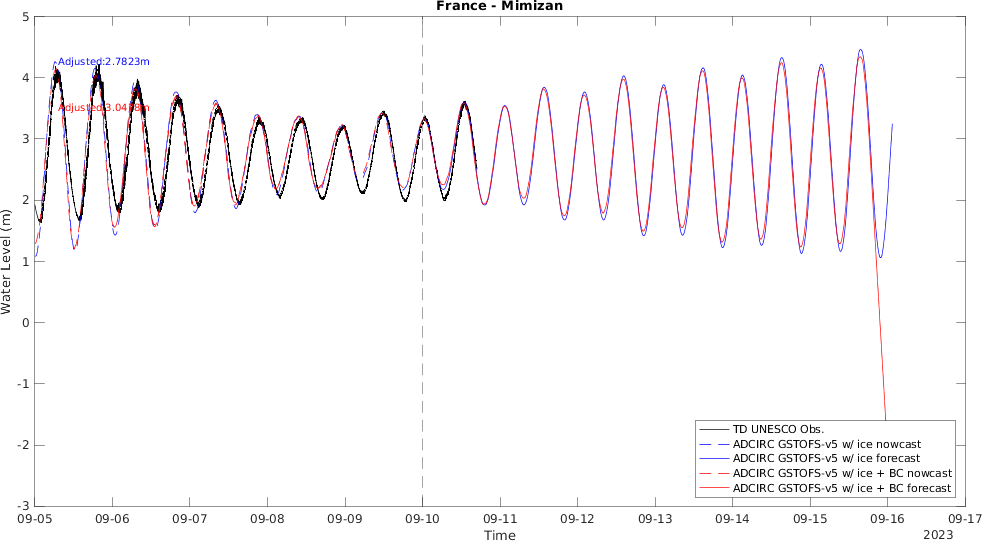 France - Mimizan
5
4
3
2
1
0
-1
-2
-3
Water Level (m)
Adjusted:2.7823m
TD UNESCO Obs.
ADCIRC GSTOFS-v5 w/ ice nowcast
ADCIRC GSTOFS-v5 w/ ice forecast
ADCIRC GSTOFS-v5 w/ ice + BC nowcast
ADCIRC GSTOFS-v5 w/ ice + BC forecast
09-05 09-06 09-07 09-08 09-09 09-10 09-11 09-12 09-13 09-14 09-15 09-16 09-17
Time
2023